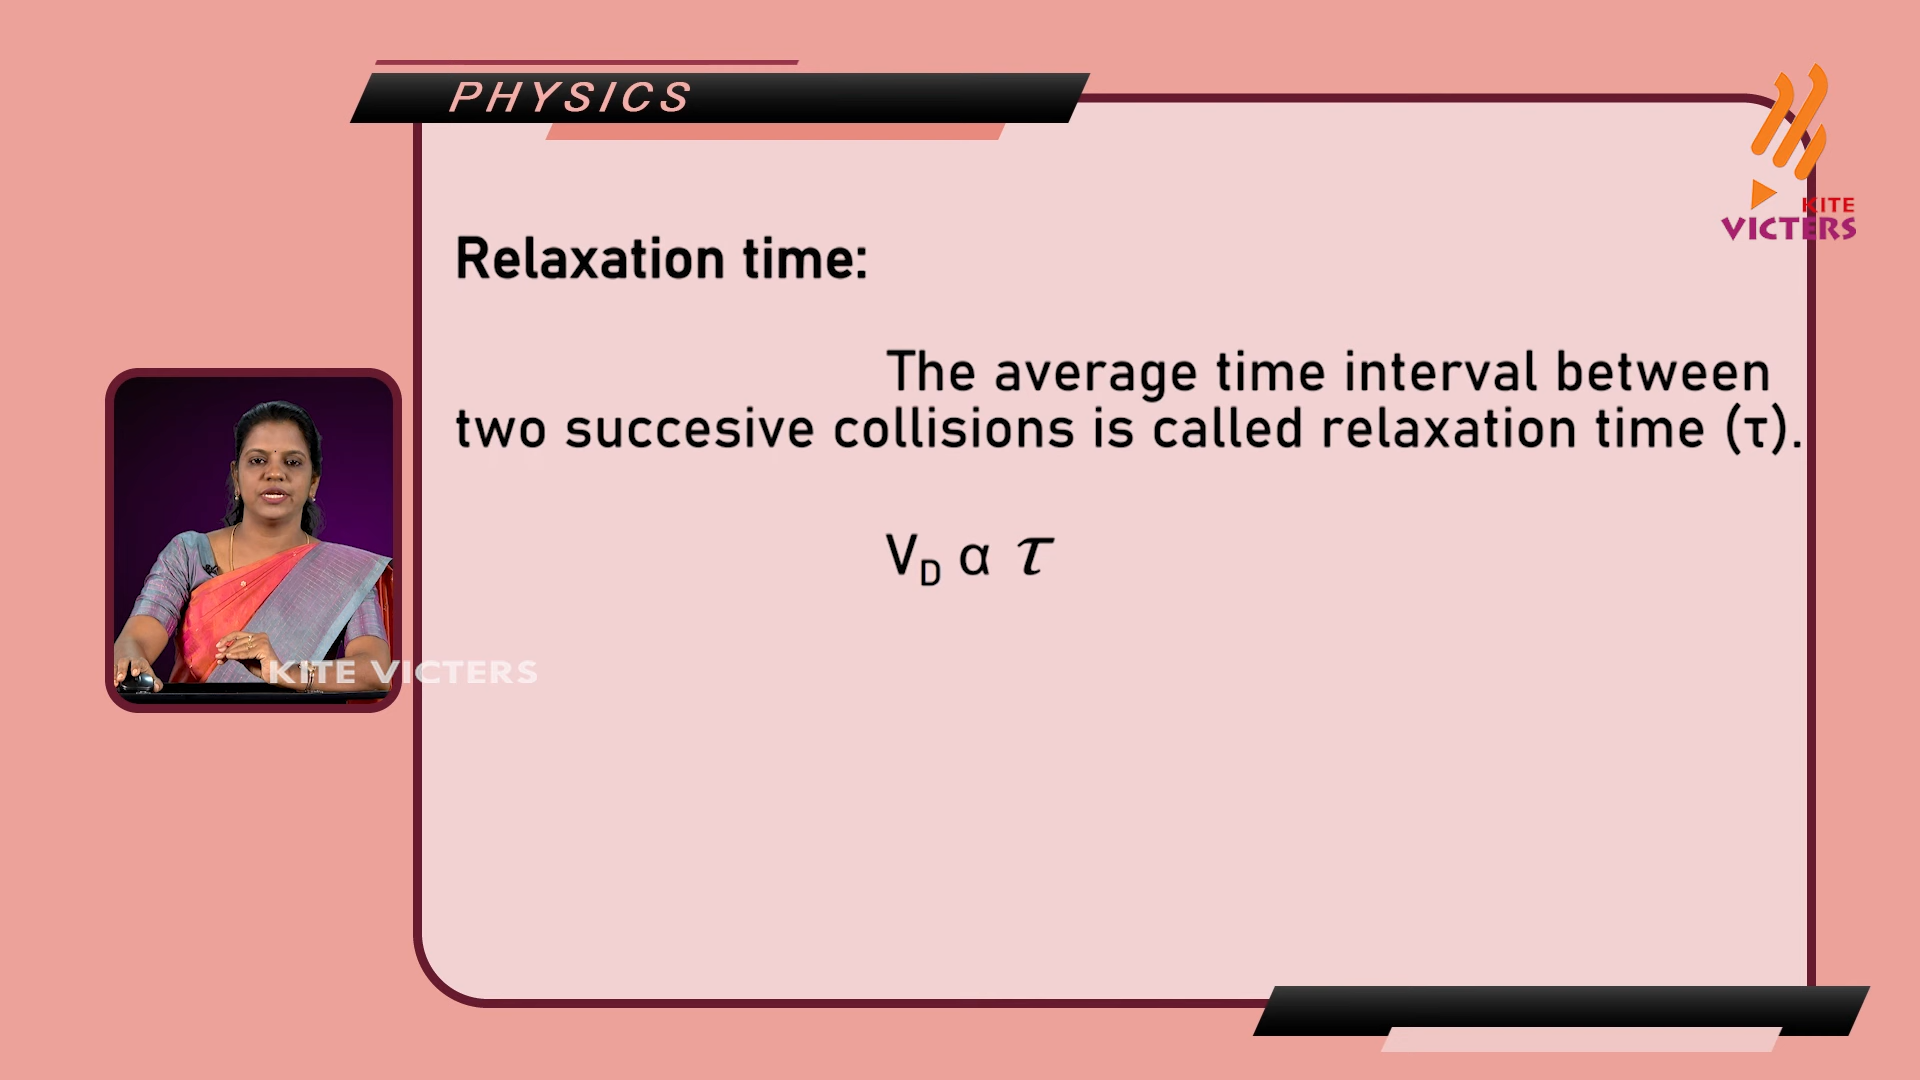 PHYSICS
KITE
VICTERS
Relaxation time:
The average time interval between
two succesive collisions is called relaxation time (τ).
V_D α τ
KITE VICTERS